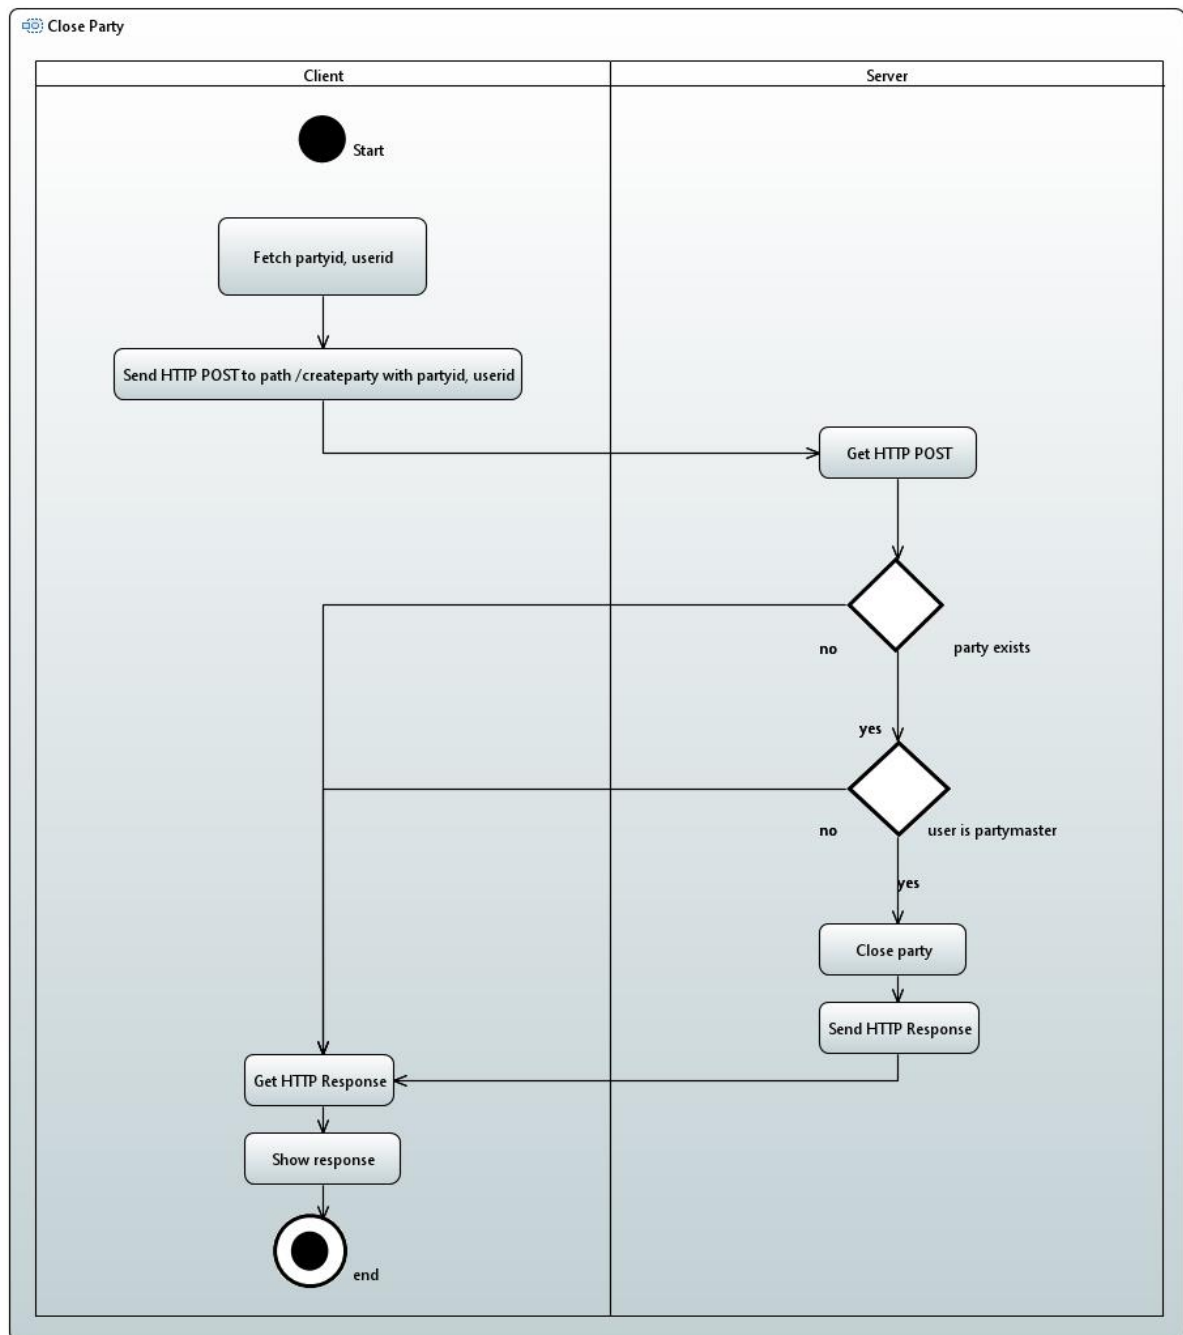 Close Party
Client
Server
Start
Fetch partyid, userid
Send HTTP POST to path /createparty with partyid, userid
Get HTTP POST
no
party exists
yes
no
user is partymaster
yes
Close party
Send HTTP Response
Get HTTP Response
Show response
end